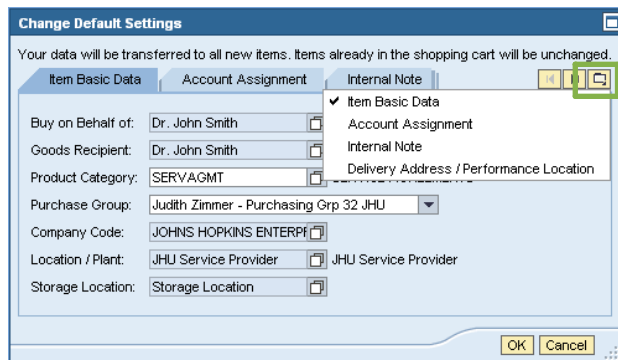 Change Default Settings
Your data will be transferred to all new items. Items already in the shopping cart will be unchanged.
Item Basic Data Account Assignment Internal Note
Item Basic Data
Account Assignment
Internal Note
Delivery Address / Performance Location
Buy on Behalf of: Dr. John Smith
Goods Recipient: Dr. John Smith
Product Category: SERVAGMT
Purchase Group: Judith Zimmer - Purchasing Grp 32 JHU
Company Code: JOHNS HOPKINS ENTERPR
Location / Plant: JHU Service Provider JHU Service Provider
Storage Location: Storage Location
OK Cancel